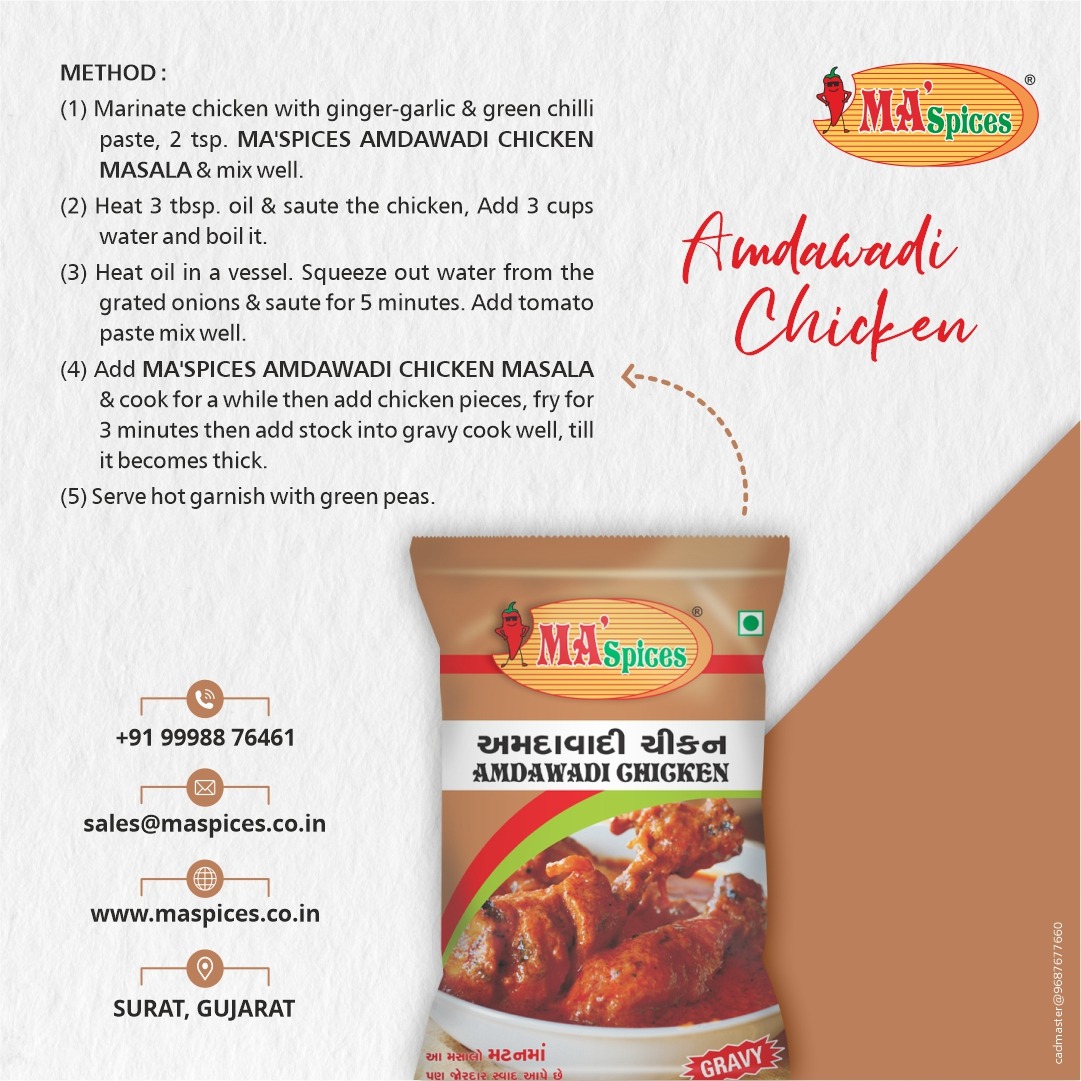 METHOD :
(1) Marinate chicken with ginger-garlic & green chilli
paste, 2 tsp. MA'SPICES AMDAWADI CHICKEN
MASALA & mix well.
(2) Heat 3 tbsp. oil & saute the chicken, Add 3 cups
water and boil it.
(3) Heat oil in a vessel. Squeeze out water from the
grated onions & saute for 5 minutes. Add tomato
paste mix well.
(4) Add MA'SPICES AMDAWADI CHICKEN MASALA
& cook for a while then add chicken pieces, fry for
3 minutes then add stock into gravy cook well, till
it becomes thick.
(5) Serve hot garnish with green peas.
MA'Spices ®
Amdawadi
Chicken
MA'Spices ®
અમદાવાદી ચીકન
AMDAWADI CHICKEN
આ મસાલો મટનમાં
પણ જોરદાર સ્વાદ આપે છે
GRAVY
+91 99988 76461
sales@maspices.co.in
www.maspices.co.in
SURAT, GUJARAT
cadmaster@9687677660